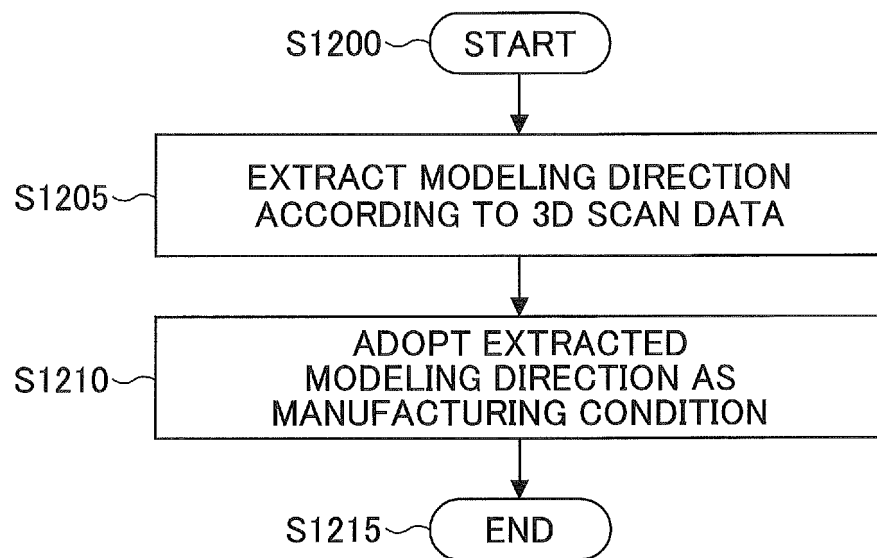 S1200
START
S1205
EXTRACT MODELING DIRECTION
ACCORDING TO 3D SCAN DATA
S1210
ADOPT EXTRACTED
MODELING DIRECTION AS
MANUFACTURING CONDITION
S1215
END